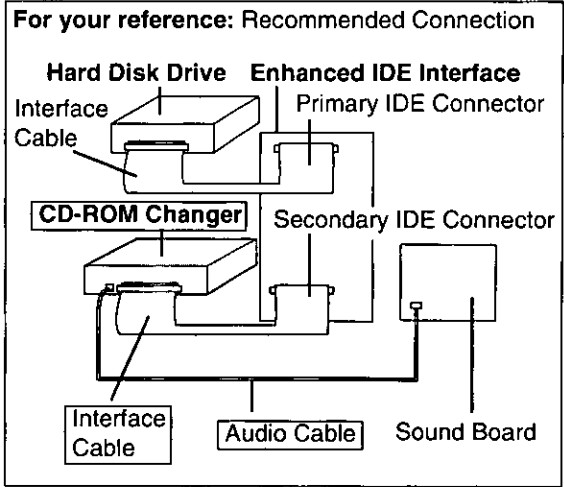 For your reference: Recommended Connection
Hard Disk Drive
Enhanced IDE Interface
Interface
Cable
Primary IDE Connector
CD-ROM Changer
Secondary IDE Connector
Interface
Cable
Audio Cable
Sound Board